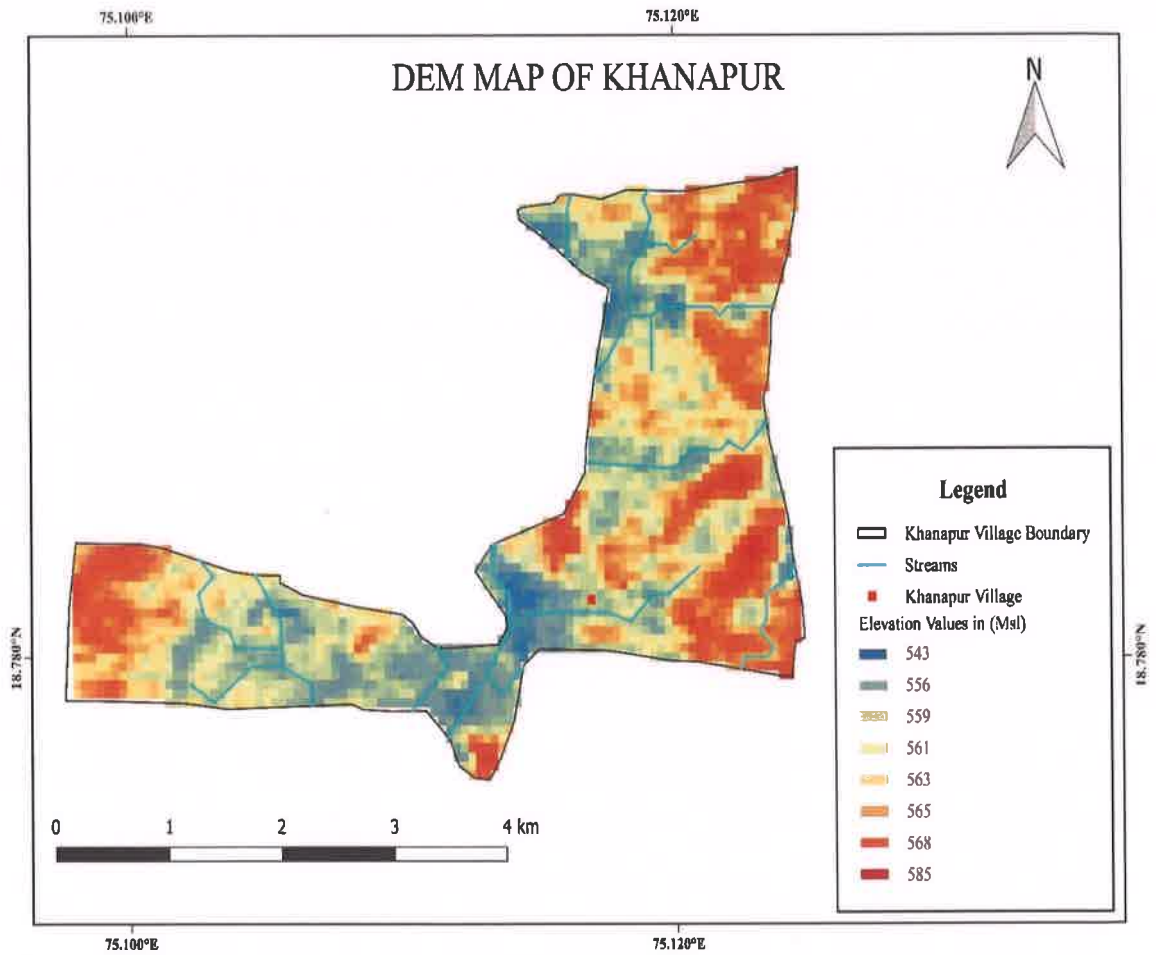 75.100°E 75.120°E
DEM MAP OF KHANAPUR
N
Legend
Khanapur Village Boundary
Streams
Khanapur Village
Elevation Values in (Msl)
543
556
559
561
563
565
568
585
18.780°N
18.780°N
0 1 2 3 4 km
75.100°E 75.120°E